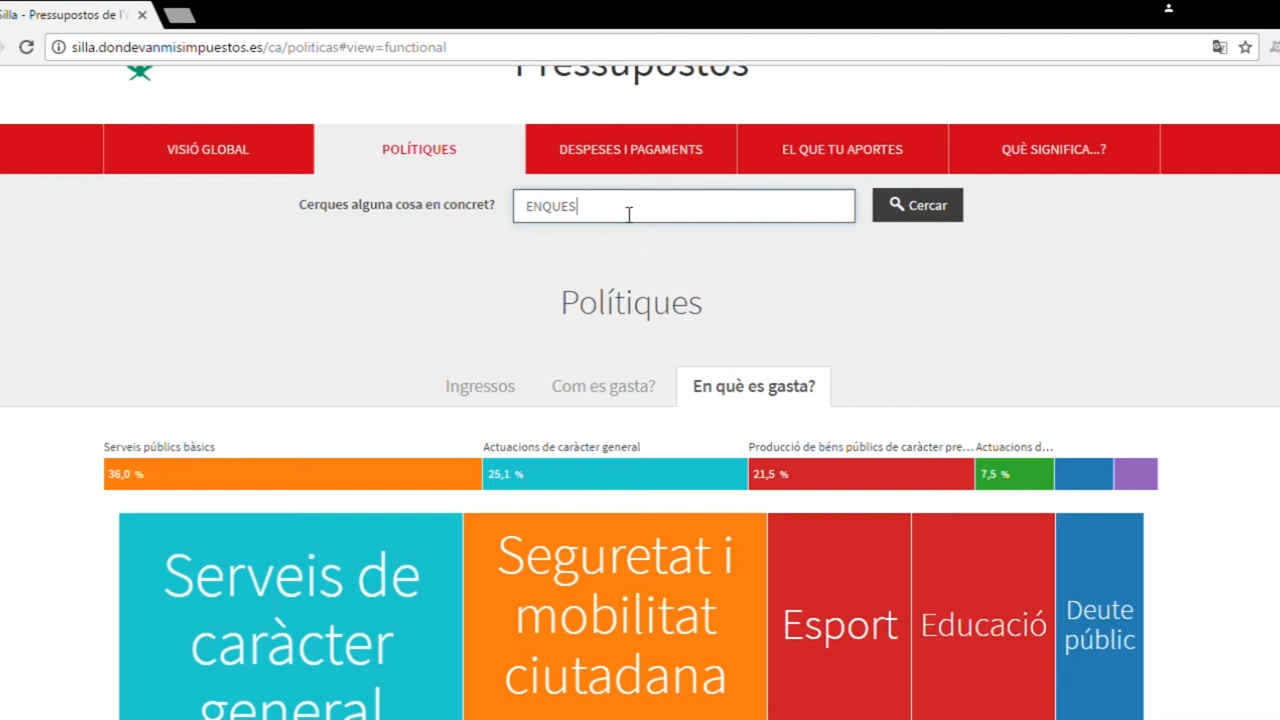 Silla - Pressupostos de l'A
silla.dondevanmisimpuestos.es/ca/politicas#view=functional
Pressupostos
VISIÓ GLOBAL
POLÍTIQUES
DESPESES I PAGAMENTS
EL QUE TU APORTES
QUÈ SIGNIFICA...?
Cerques alguna cosa en concret?
ENQUES
Cercar
Polítiques
Ingressos
Com es gasta?
En què es gasta?
Serveis públics bàsics
Actuacions de caràcter general
Producció de béns públics de caràcter pre...
Actuacions d...
36,0 %
25,1 %
21,5 %
7,5 %
Serveis de
caràcter
general
Seguretat i
mobilitat
ciutadana
Esport
Educació
Deute
públic